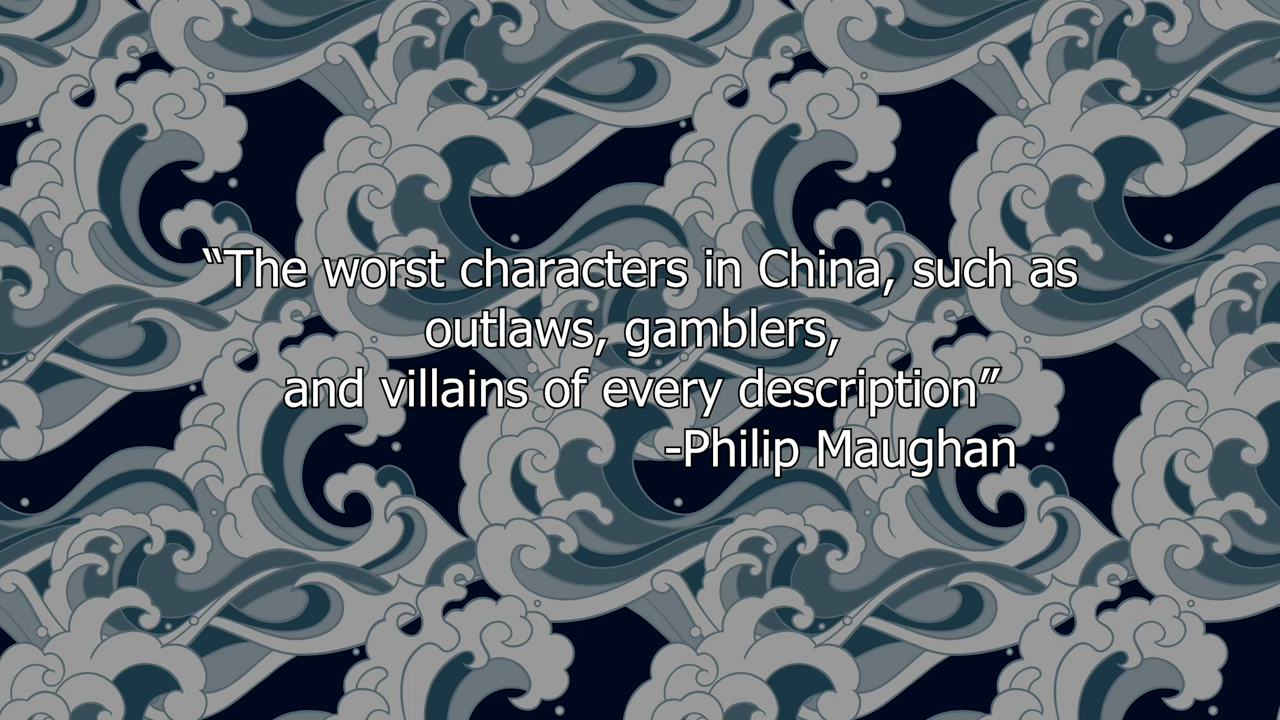 “The worst characters in China, such as
outlaws, gamblers,
and villains of every description”
-Philip Maughan